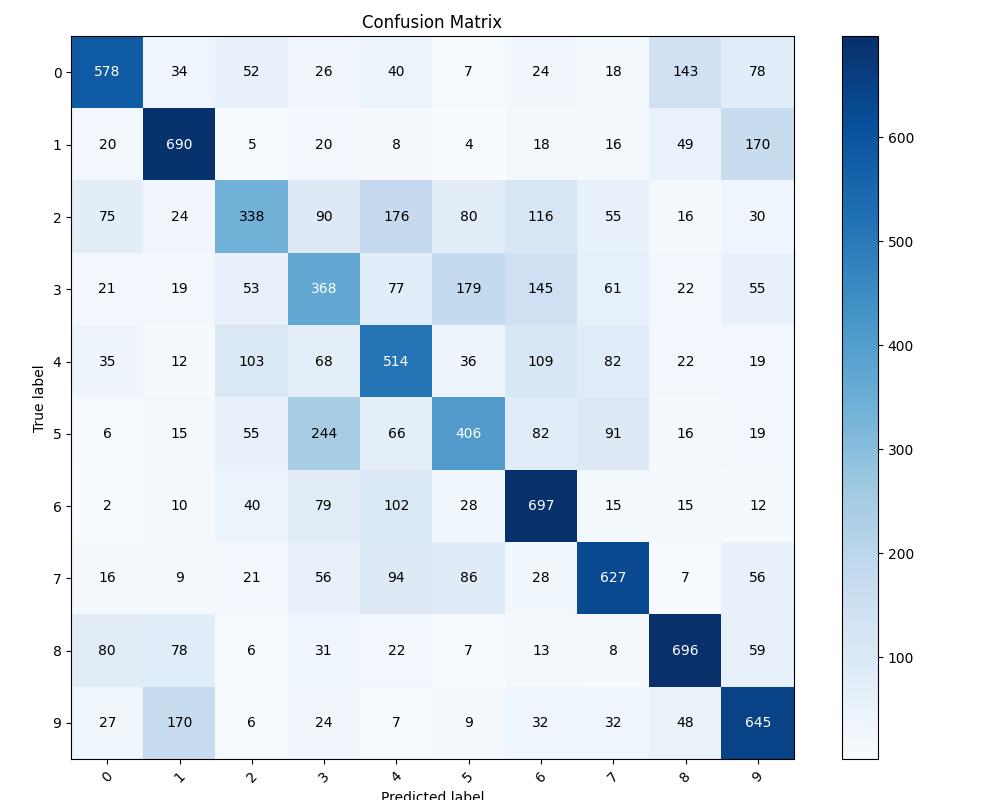 Confusion Matrix
0 578 34 52 26 40 7 24 18 143 78
1 20 690 5 20 8 4 18 16 49 170 600
2 75 24 338 90 176 80 116 55 16 30 500
3 21 19 53 368 77 179 145 61 22 55
True label
4 35 12 103 68 514 36 109 82 22 19 400
5 6 15 55 244 66 406 82 91 16 19 300
6 2 10 40 79 102 28 697 15 15 12
7 16 9 21 56 94 86 28 627 7 56 200
8 80 78 6 31 22 7 13 8 696 59 100
9 27 170 6 24 7 9 32 32 48 645
0 1 2 3 4 5 6 7 8 9
Predicted label